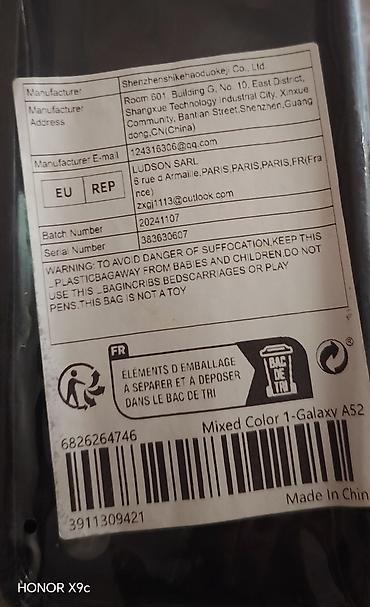 Manufacturer
Shenzhenshikehaoduokeji Co., Ltd.
Manufacturer
Address
Room 601, Building G, No. 10, East District,
Shangxue Technology Industrial City, Xinxue
Community, Bantian Street,Shenzhen,Guang
dong,CN(China)
Manufacturer E-mail
124316306@qq.com
EU REP
LUDSON SARL
6 rue d Armaille,PARIS,PARIS,PARIS,FR(Fra
nce)
zxgj1113@outlook.com
Batch Number
20241107
Serial Number
383630607
WARNING: TO AVOID DANGER OF SUFFOCATION,KEEP THIS
_PLASTICBAGAWAY FROM BABIES AND CHILDREN.DO NOT
USE THIS _BAGINCRIBS BEDSCARRIAGES OR PLAY
PENS.THIS BAG IS NOT A TOY
FR
ÉLÉMENTS D'EMBALLAGE
À SÉPARER ET À DÉPOSER
DANS LE BAC DE TRI
BAC
DE
TRI
®
6826264746
Mixed Color 1-Galaxy A52
3911309421
Made In Chin
HONOR X9c